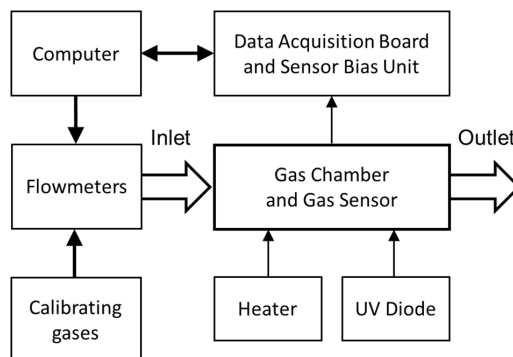 Computer
Data Acquisition Board
and Sensor Bias Unit
Inlet
Outlet
Flowmeters
Gas Chamber
and Gas Sensor
Calibrating
gases
Heater
UV Diode